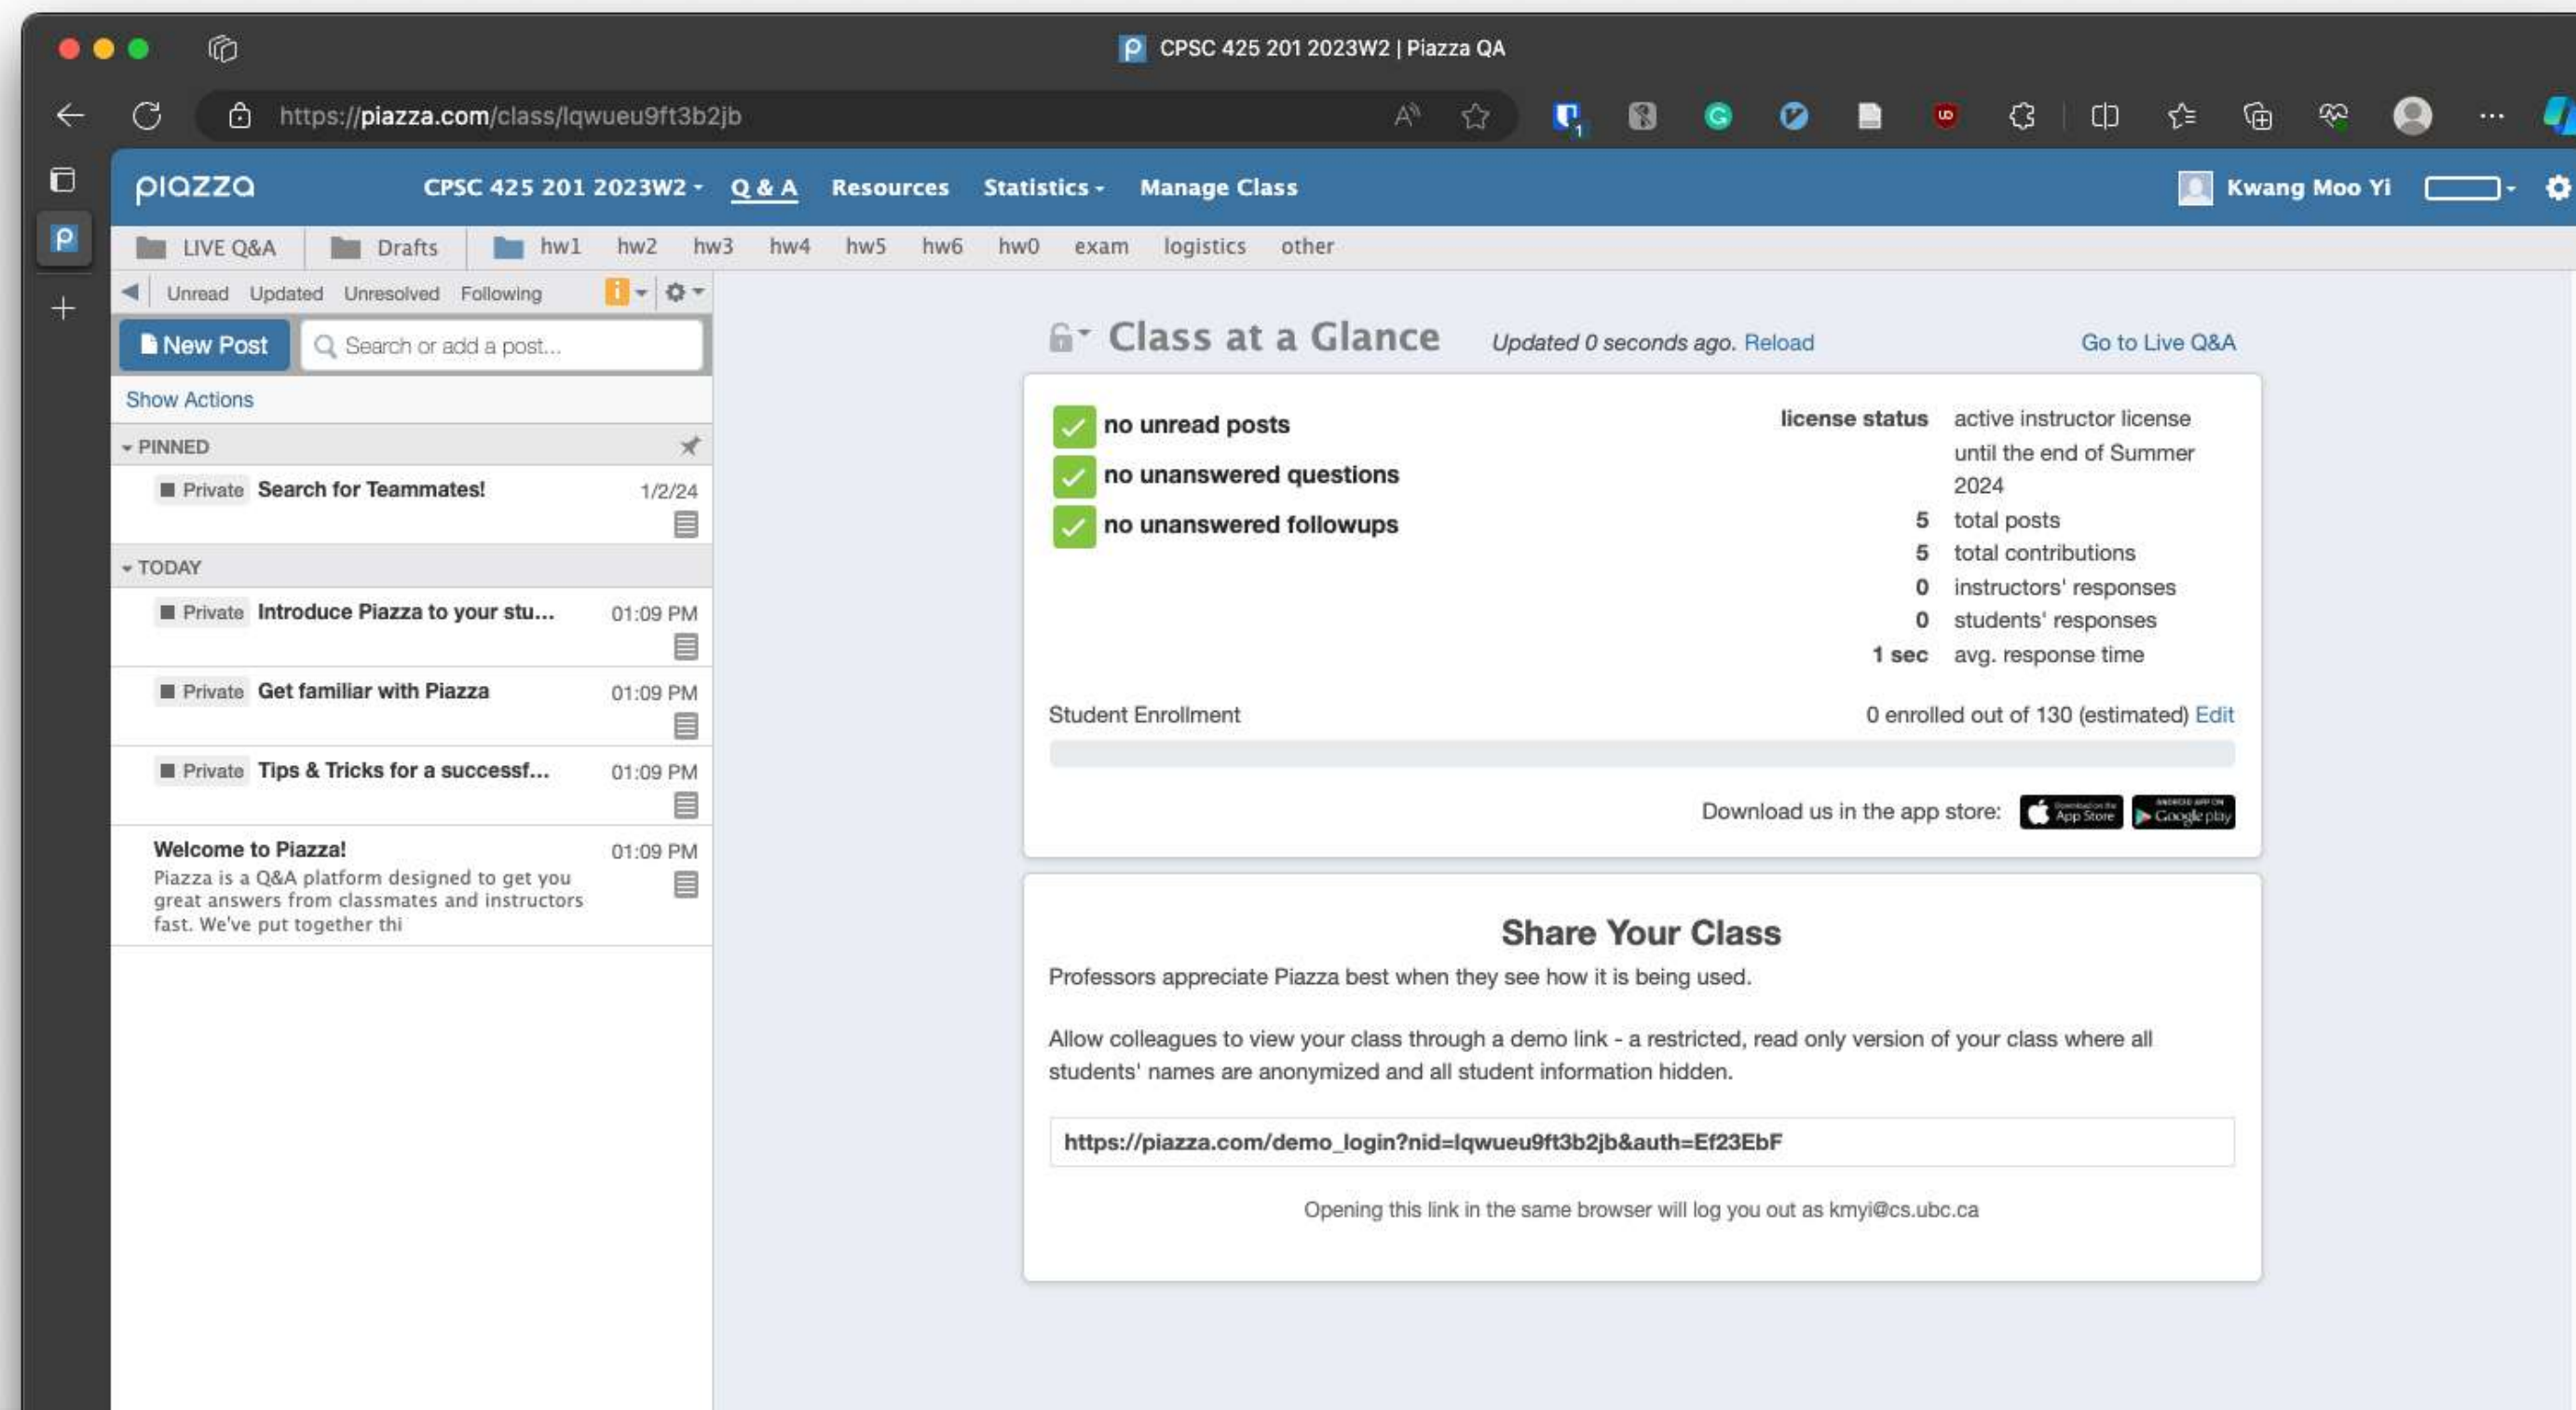 CPSC 425 201 2023W2 | Piazza QA
https://piazza.com/class/lqwueu9ft3b2jb
1
piazza
CPSC 425 201 2023W2
Q & A
Resources
Statistics
Manage Class
Kwang Moo Yi
LIVE Q&A
Drafts
hw1
hw2
hw3
hw4
hw5
hw6
hw0
exam
logistics
other
Unread
Updated
Unresolved
Following
New Post
Search or add a post...
Show Actions
PINNED
Private Search for Teammates! 1/2/24
TODAY
Private Introduce Piazza to your stu... 01:09 PM
Private Get familiar with Piazza 01:09 PM
Private Tips & Tricks for a successf... 01:09 PM
Welcome to Piazza! 01:09 PM
Piazza is a Q&A platform designed to get you
great answers from classmates and instructors
fast. We've put together thi
Class at a Glance
Updated 0 seconds ago. Reload
Go to Live Q&A
no unread posts
no unanswered questions
no unanswered followups
license status active instructor license
until the end of Summer
2024
5 total posts
5 total contributions
0 instructors' responses
0 students' responses
1 sec avg. response time
Student Enrollment
0 enrolled out of 130 (estimated) Edit
Download us in the app store:
Download on the
App Store
ANDROID APP ON
Google play
Share Your Class
Professors appreciate Piazza best when they see how it is being used.
Allow colleagues to view your class through a demo link - a restricted, read only version of your class where all
students' names are anonymized and all student information hidden.
https://piazza.com/demo_login?nid=lqwueu9ft3b2jb&auth=Ef23EbF
Opening this link in the same browser will log you out as kmyi@cs.ubc.ca